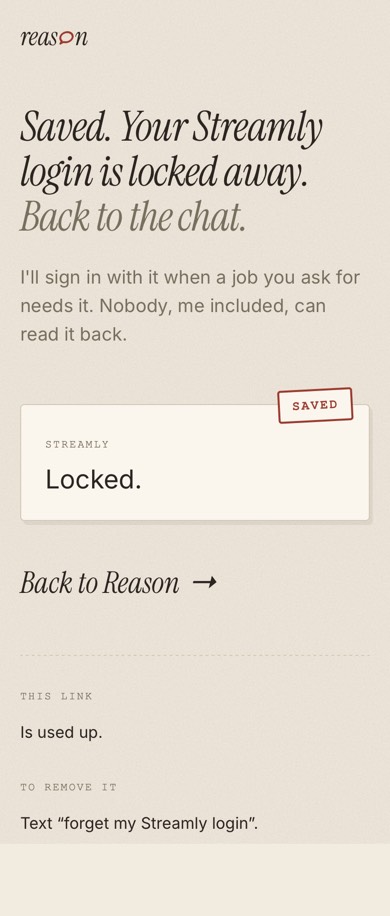 reason
Saved. Your Streamly
login is locked away.
Back to the chat.
I'll sign in with it when a job you ask for
needs it. Nobody, me included, can
read it back.
SAVED
STREAMLY
Locked.
Back to Reason →
THIS LINK
Is used up.
TO REMOVE IT
Text “forget my Streamly login”.